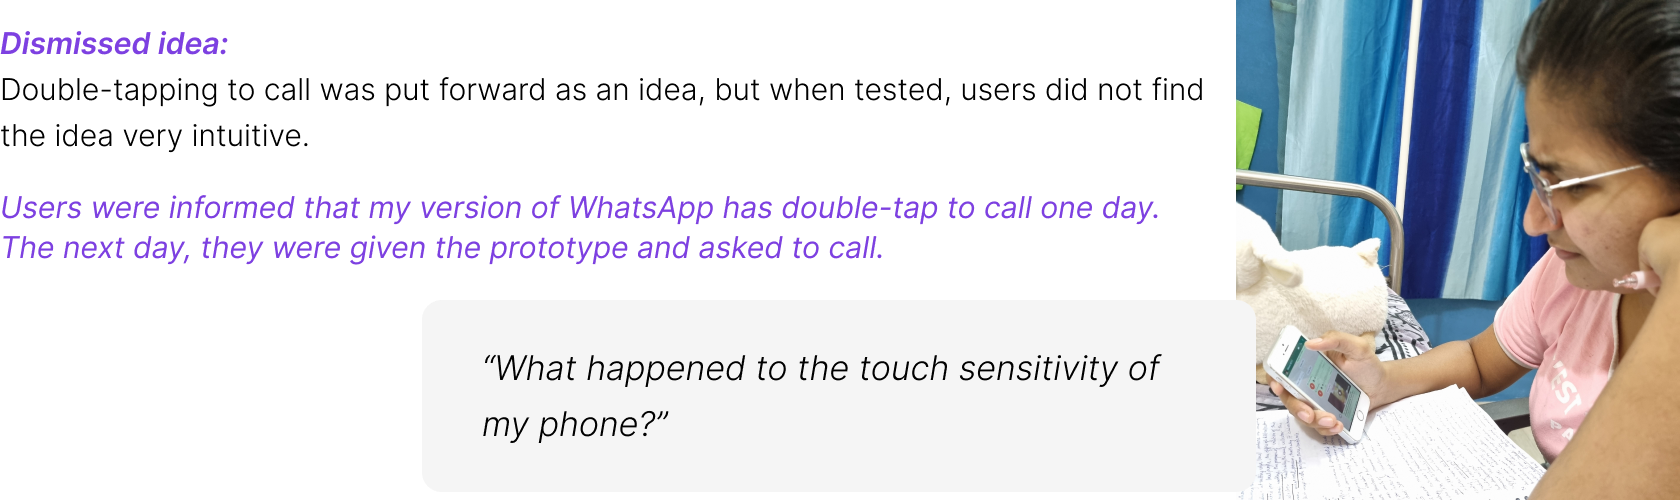 Dismissed idea:
Double-tapping to call was put forward as an idea, but when tested, users did not find
the idea very intuitive.
Users were informed that my version of WhatsApp has double-tap to call one day.
The next day, they were given the prototype and asked to call.
“What happened to the touch sensitivity of
my phone?”